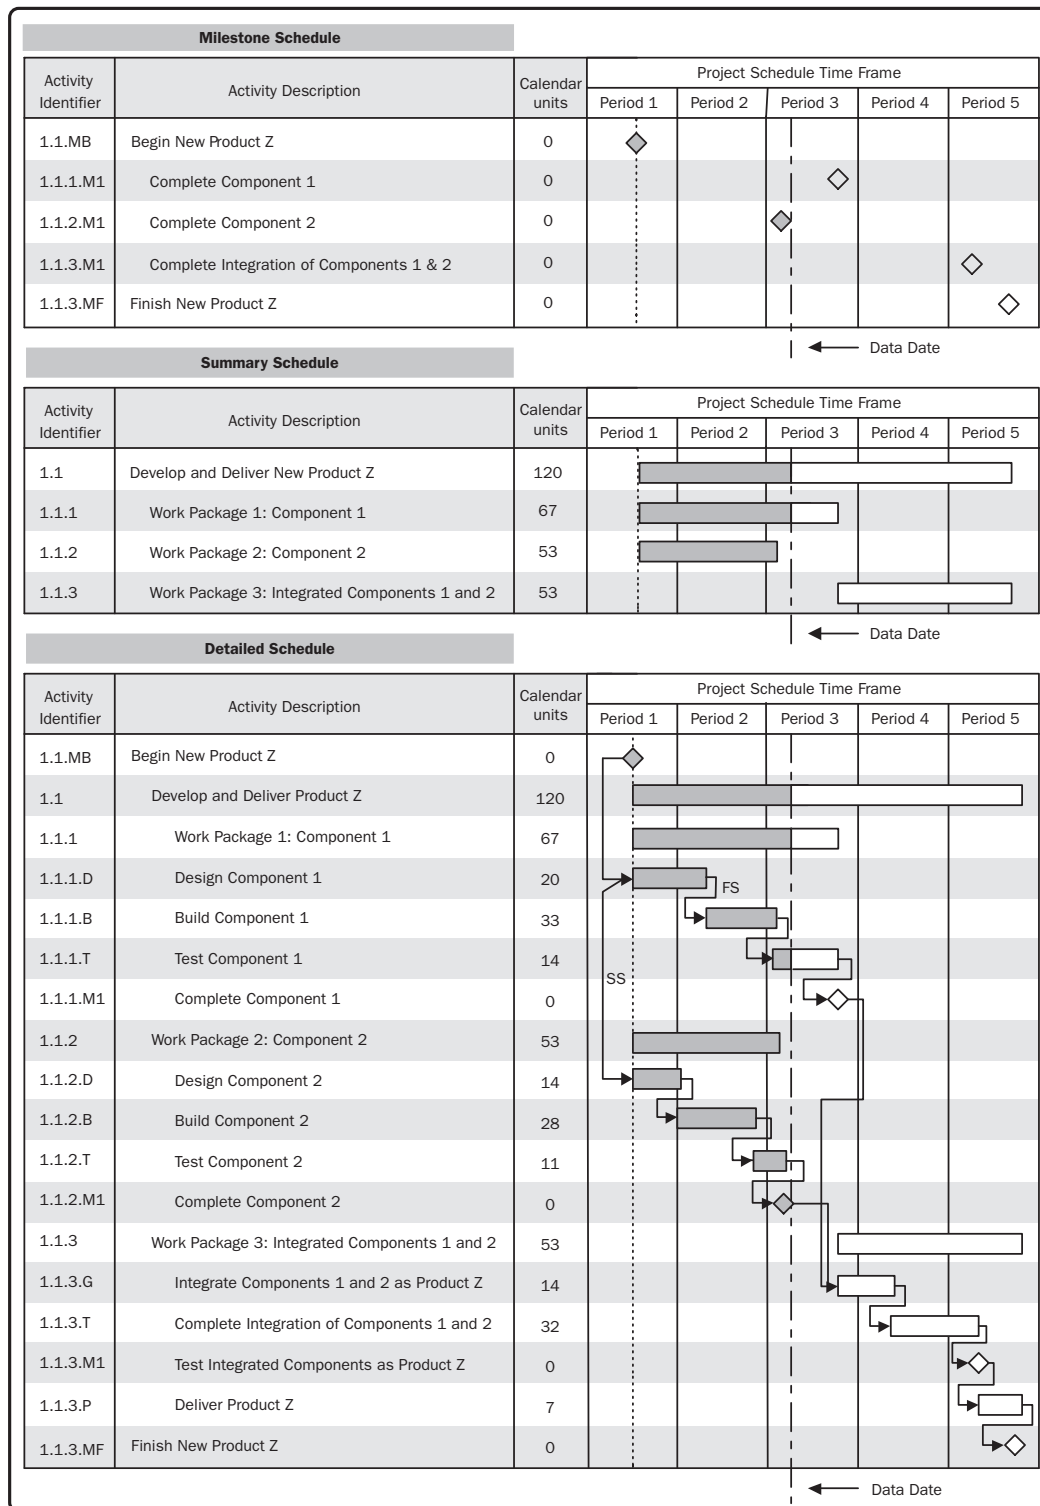 Milestone Schedule
Activity Identifier Activity Description Calendar units Project Schedule Time Frame
Period 1 Period 2 Period 3 Period 4 Period 5
1.1.MB Begin New Product Z 0
1.1.1.M1 Complete Component 1 0
1.1.2.M1 Complete Component 2 0
1.1.3.M1 Complete Integration of Components 1 & 2 0
1.1.3.MF Finish New Product Z 0
Data Date
Summary Schedule
Activity Identifier Activity Description Calendar units Project Schedule Time Frame
Period 1 Period 2 Period 3 Period 4 Period 5
1.1 Develop and Deliver New Product Z 120
1.1.1 Work Package 1: Component 1 67
1.1.2 Work Package 2: Component 2 53
1.1.3 Work Package 3: Integrated Components 1 and 2 53
Data Date
Detailed Schedule
Activity Identifier Activity Description Calendar units Project Schedule Time Frame
Period 1 Period 2 Period 3 Period 4 Period 5
1.1.MB Begin New Product Z 0
1.1 Develop and Deliver Product Z 120
1.1.1 Work Package 1: Component 1 67
1.1.1.D Design Component 1 20
FS
1.1.1.B Build Component 1 33
1.1.1.T Test Component 1 14
SS
1.1.1.M1 Complete Component 1 0
1.1.2 Work Package 2: Component 2 53
1.1.2.D Design Component 2 14
1.1.2.B Build Component 2 28
1.1.2.T Test Component 2 11
1.1.2.M1 Complete Component 2 0
1.1.3 Work Package 3: Integrated Components 1 and 2 53
1.1.3.G Integrate Components 1 and 2 as Product Z 14
1.1.3.T Complete Integration of Components 1 and 2 32
1.1.3.M1 Test Integrated Components as Product Z 0
1.1.3.P Deliver Product Z 7
1.1.3.MF Finish New Product Z 0
Data Date